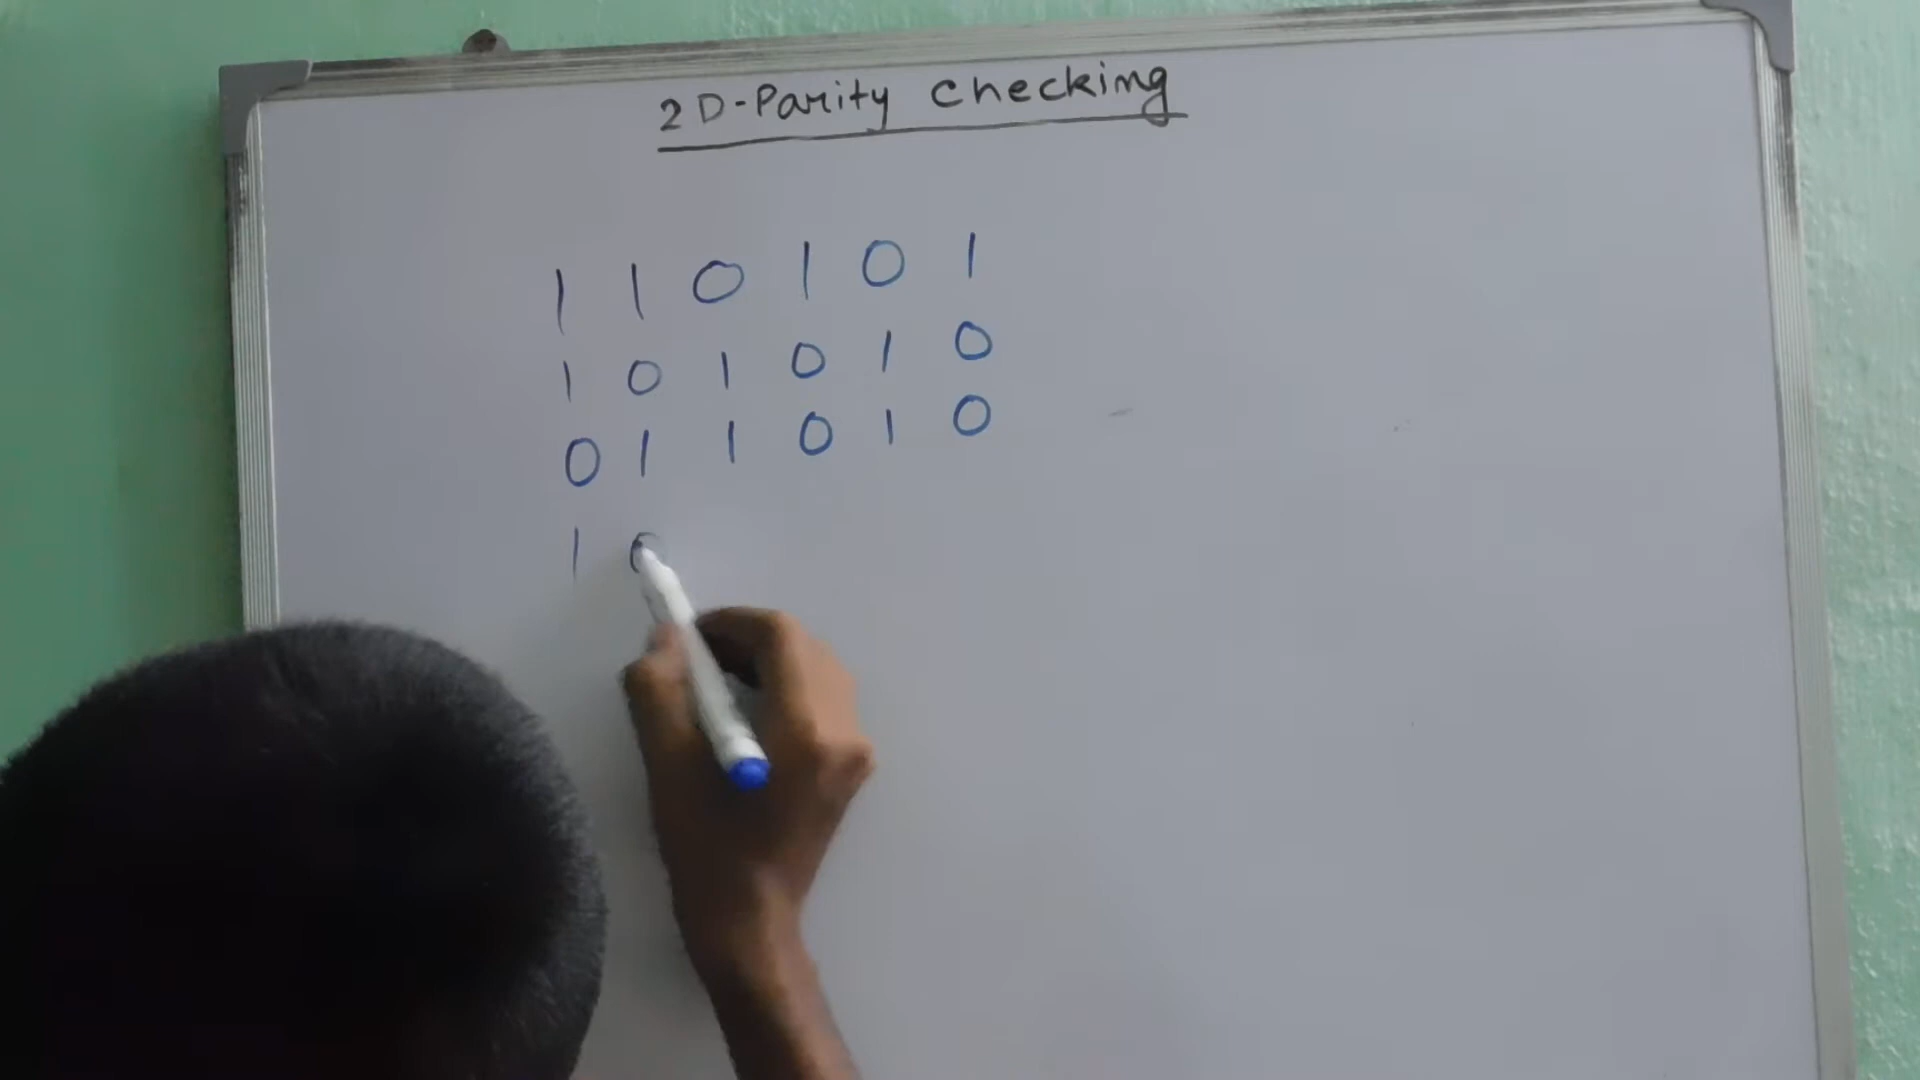 2D-Parity Checking
1 1 0 1 0 1
1 0 1 0 1 0
0 1 1 0 1 0
1 0